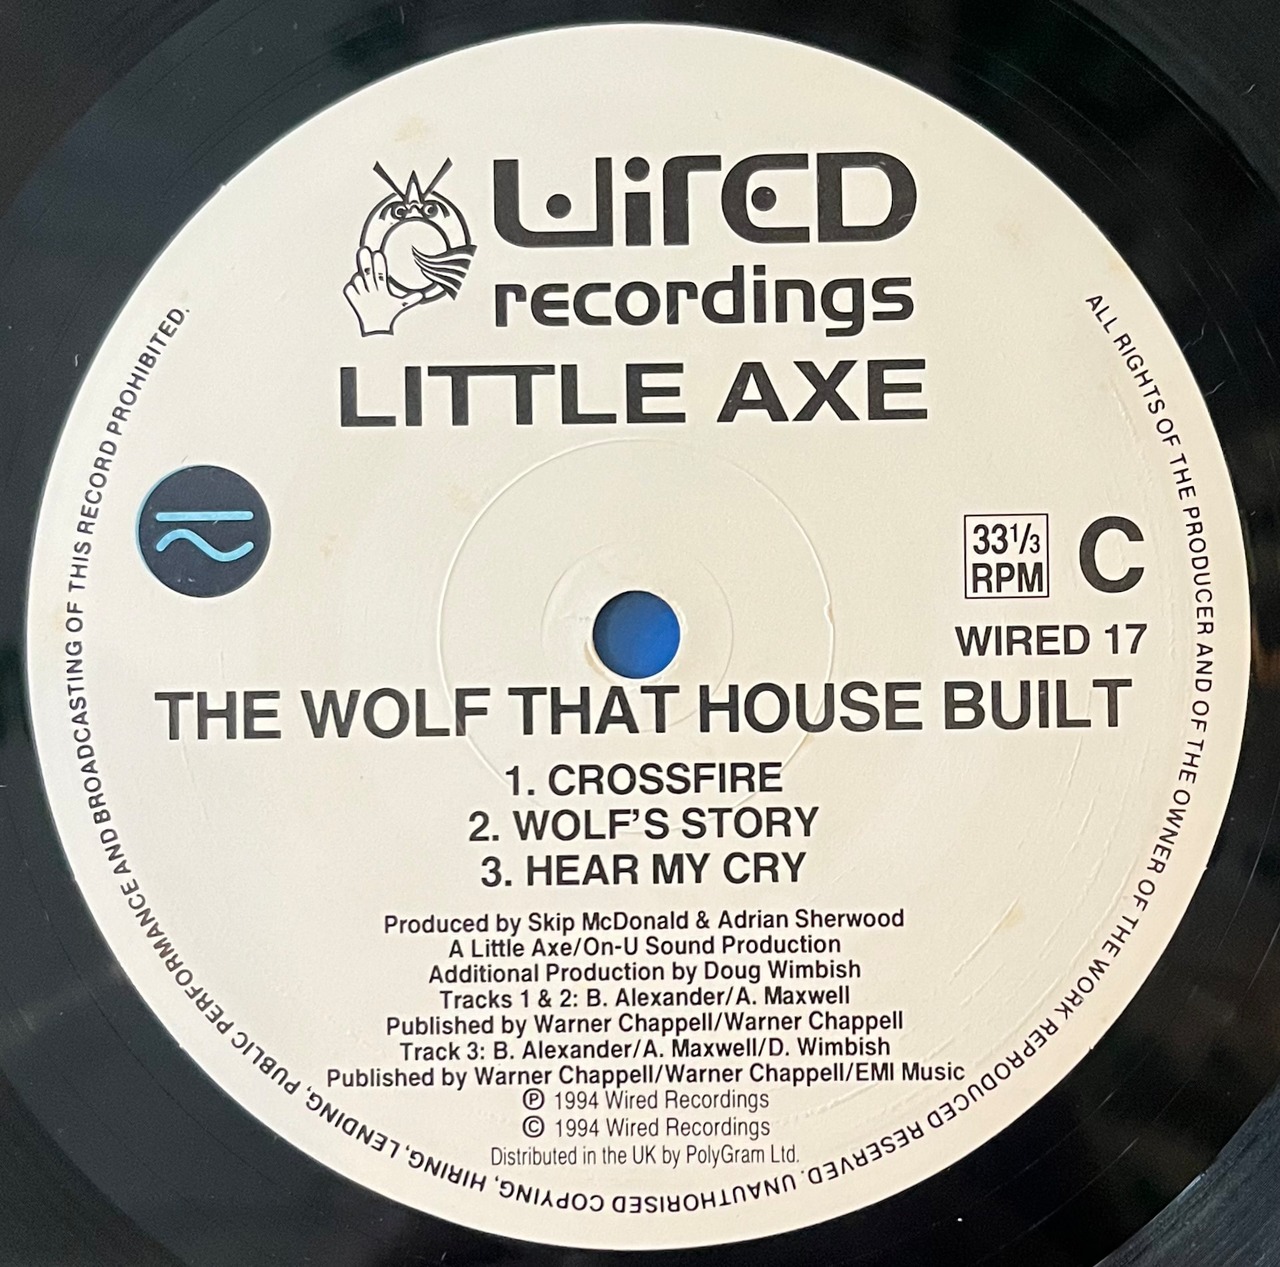 WiRED
recordings
LITTLE AXE
33 1/3
RPM
C
WIRED 17
THE WOLF THAT HOUSE BUILT
1. CROSSFIRE
2. WOLF'S STORY
3. HEAR MY CRY
Produced by Skip McDonald & Adrian Sherwood
A Little Axe/On-U Sound Production
Additional Production by Doug Wimbish
Tracks 1 & 2: B. Alexander/A. Maxwell
Published by Warner Chappell/Warner Chappell
Track 3: B. Alexander/A. Maxwell/D. Wimbish
Published by Warner Chappell/Warner Chappell/EMI Music
℗ 1994 Wired Recordings
© 1994 Wired Recordings
Distributed in the UK by PolyGram Ltd.
ALL RIGHTS OF THE PRODUCER AND OF THE OWNER OF THE WORK REPRODUCED RESERVED. UNAUTHORISED COPYING, HIRING, LENDING, PUBLIC PERFORMANCE AND BROADCASTING OF THIS RECORD PROHIBITED.